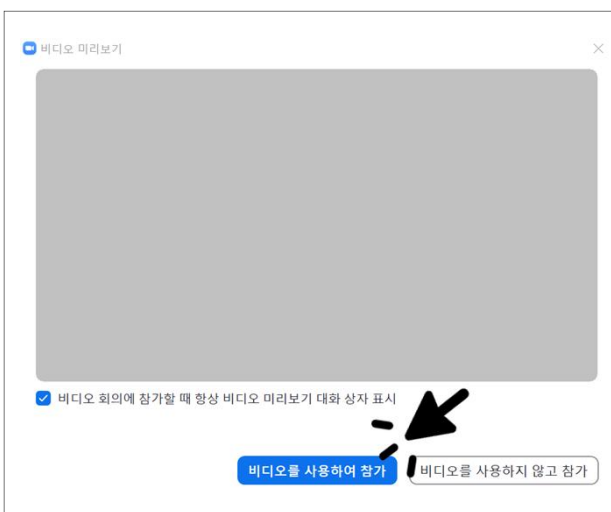 비디오 미리보기
비디오 회의에 참가할 때 항상 비디오 미리보기 대화 상자 표시
비디오를 사용하여 참가
비디오를 사용하지 않고 참가